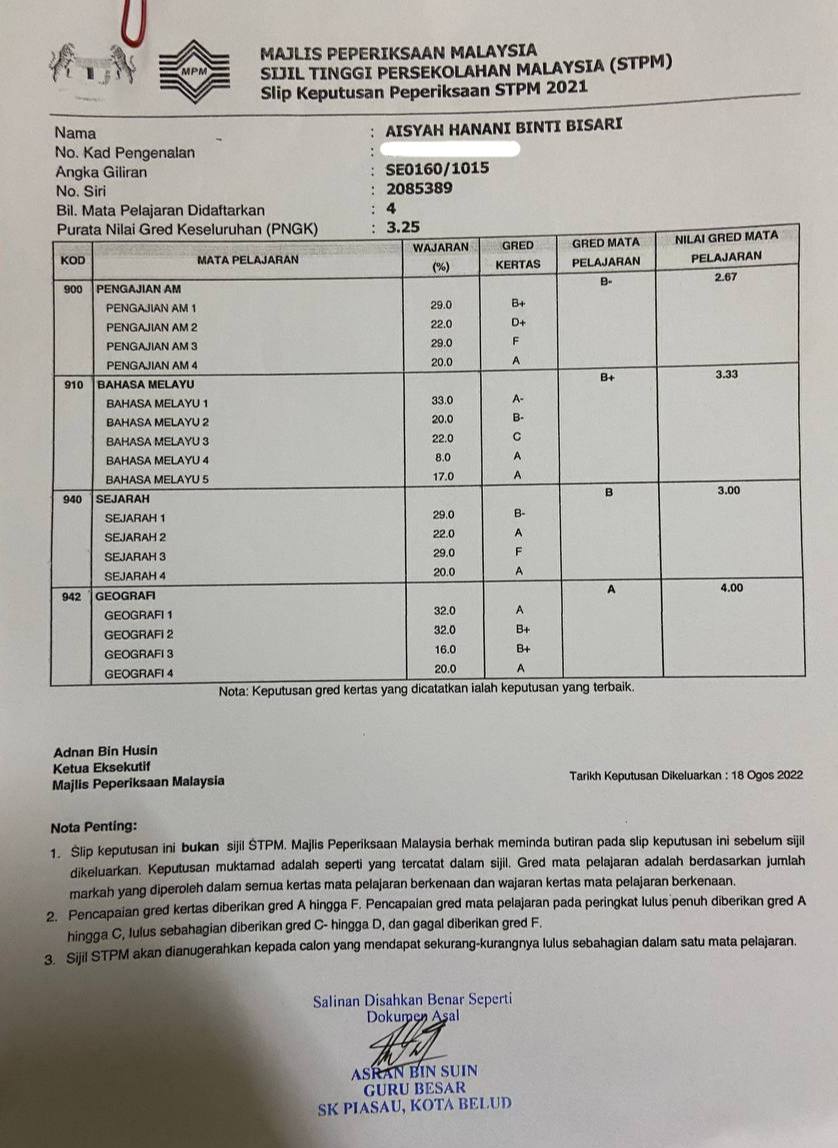 MPM
MAJLIS PEPERIKSAAN MALAYSIA
SIJIL TINGGI PERSEKOLAHAN MALAYSIA (STPM)
Slip Keputusan Peperiksaan STPM 2021
Nama : AISYAH HANANI BINTI BISARI
No. Kad Pengenalan :
Angka Giliran : SE0160/1015
No. Siri : 2085389
Bil. Mata Pelajaran Didaftarkan : 4
Purata Nilai Gred Keseluruhan (PNGK) : 3.25
KOD MATA PELAJARAN WAJARAN (%) GRED KERTAS GRED MATA PELAJARAN NILAI GRED MATA PELAJARAN
900 PENGAJIAN AM B- 2.67
PENGAJIAN AM 1 29.0 B+
PENGAJIAN AM 2 22.0 D+
PENGAJIAN AM 3 29.0 F
PENGAJIAN AM 4 20.0 A
910 BAHASA MELAYU B+ 3.33
BAHASA MELAYU 1 33.0 A-
BAHASA MELAYU 2 20.0 B-
BAHASA MELAYU 3 22.0 C
BAHASA MELAYU 4 8.0 A
BAHASA MELAYU 5 17.0 A
940 SEJARAH B 3.00
SEJARAH 1 29.0 B-
SEJARAH 2 22.0 A
SEJARAH 3 29.0 F
SEJARAH 4 20.0 A
942 GEOGRAFI A 4.00
GEOGRAFI 1 32.0 A
GEOGRAFI 2 32.0 B+
GEOGRAFI 3 16.0 B+
GEOGRAFI 4 20.0 A
Nota: Keputusan gred kertas yang dicatatkan ialah keputusan yang terbaik.
Adnan Bin Husin
Ketua Eksekutif
Majlis Peperiksaan Malaysia
Tarikh Keputusan Dikeluarkan : 18 Ogos 2022
Nota Penting:
1. Slip keputusan ini bukan sijil STPM. Majlis Peperiksaan Malaysia berhak meminda butiran pada slip keputusan ini sebelum sijil
dikeluarkan. Keputusan muktamad adalah seperti yang tercatat dalam sijil. Gred mata pelajaran adalah berdasarkan jumlah
markah yang diperoleh dalam semua kertas mata pelajaran berkenaan dan wajaran kertas mata pelajaran berkenaan.
2. Pencapaian gred kertas diberikan gred A hingga F. Pencapaian gred mata pelajaran pada peringkat lulus penuh diberikan gred A
hingga C, lulus sebahagian diberikan gred C- hingga D, dan gagal diberikan gred F.
3. Sijil STPM akan dianugerahkan kepada calon yang mendapat sekurang-kurangnya lulus sebahagian dalam satu mata pelajaran.
Salinan Disahkan Benar Seperti
Dokumen Asal
ASRAN BIN SUIN
GURU BESAR
SK PIASAU, KOTA BELUD